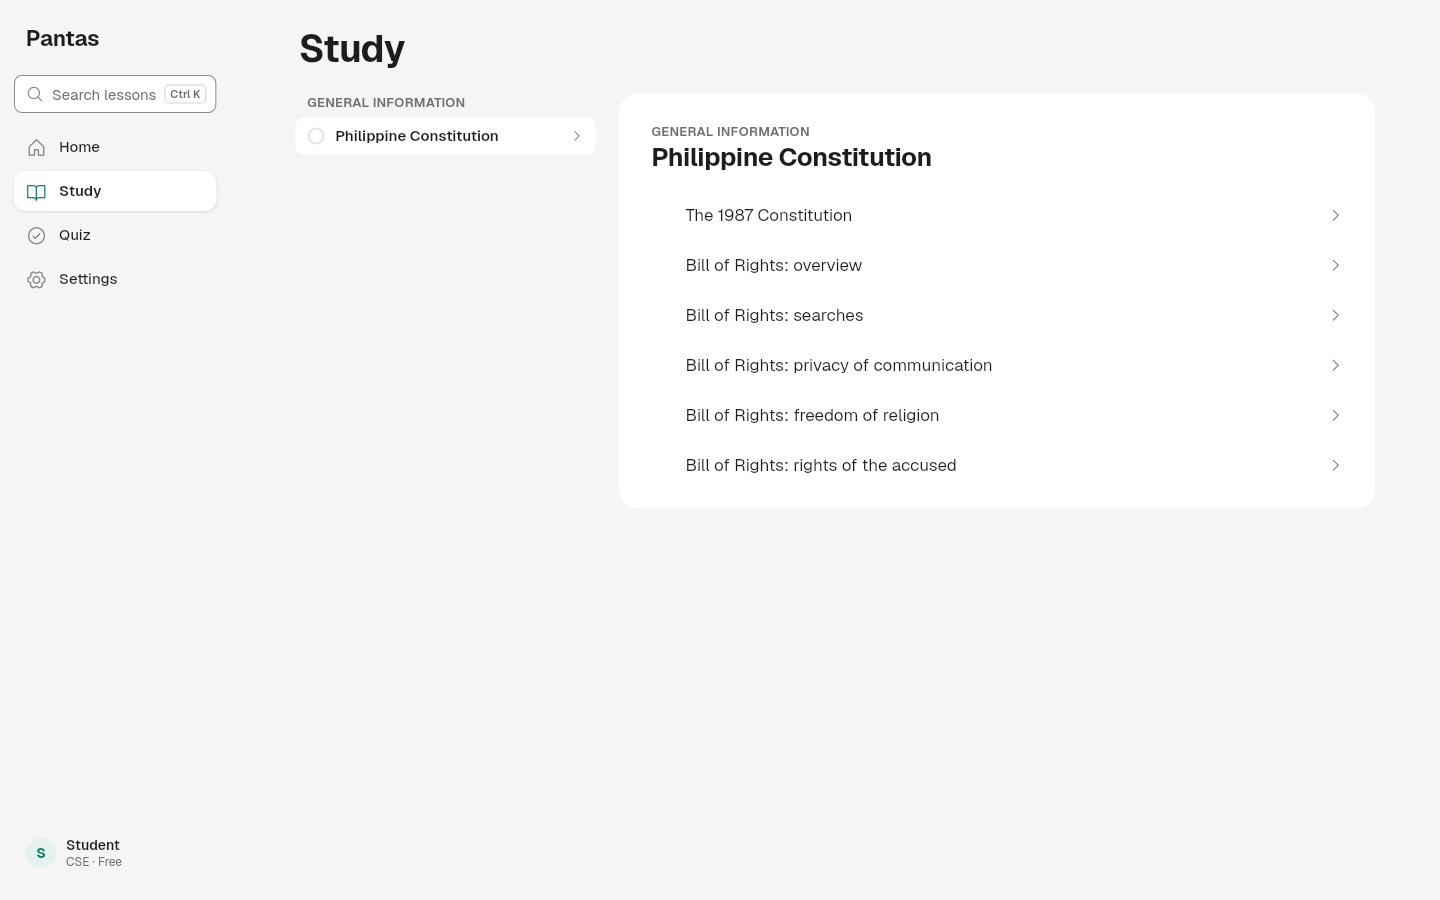 Pantas
Search lessons
Ctrl K
Home
Study
Quiz
Settings
Student
CSE · Free
Study
GENERAL INFORMATION
Philippine Constitution
GENERAL INFORMATION
Philippine Constitution
The 1987 Constitution
Bill of Rights: overview
Bill of Rights: searches
Bill of Rights: privacy of communication
Bill of Rights: freedom of religion
Bill of Rights: rights of the accused
S